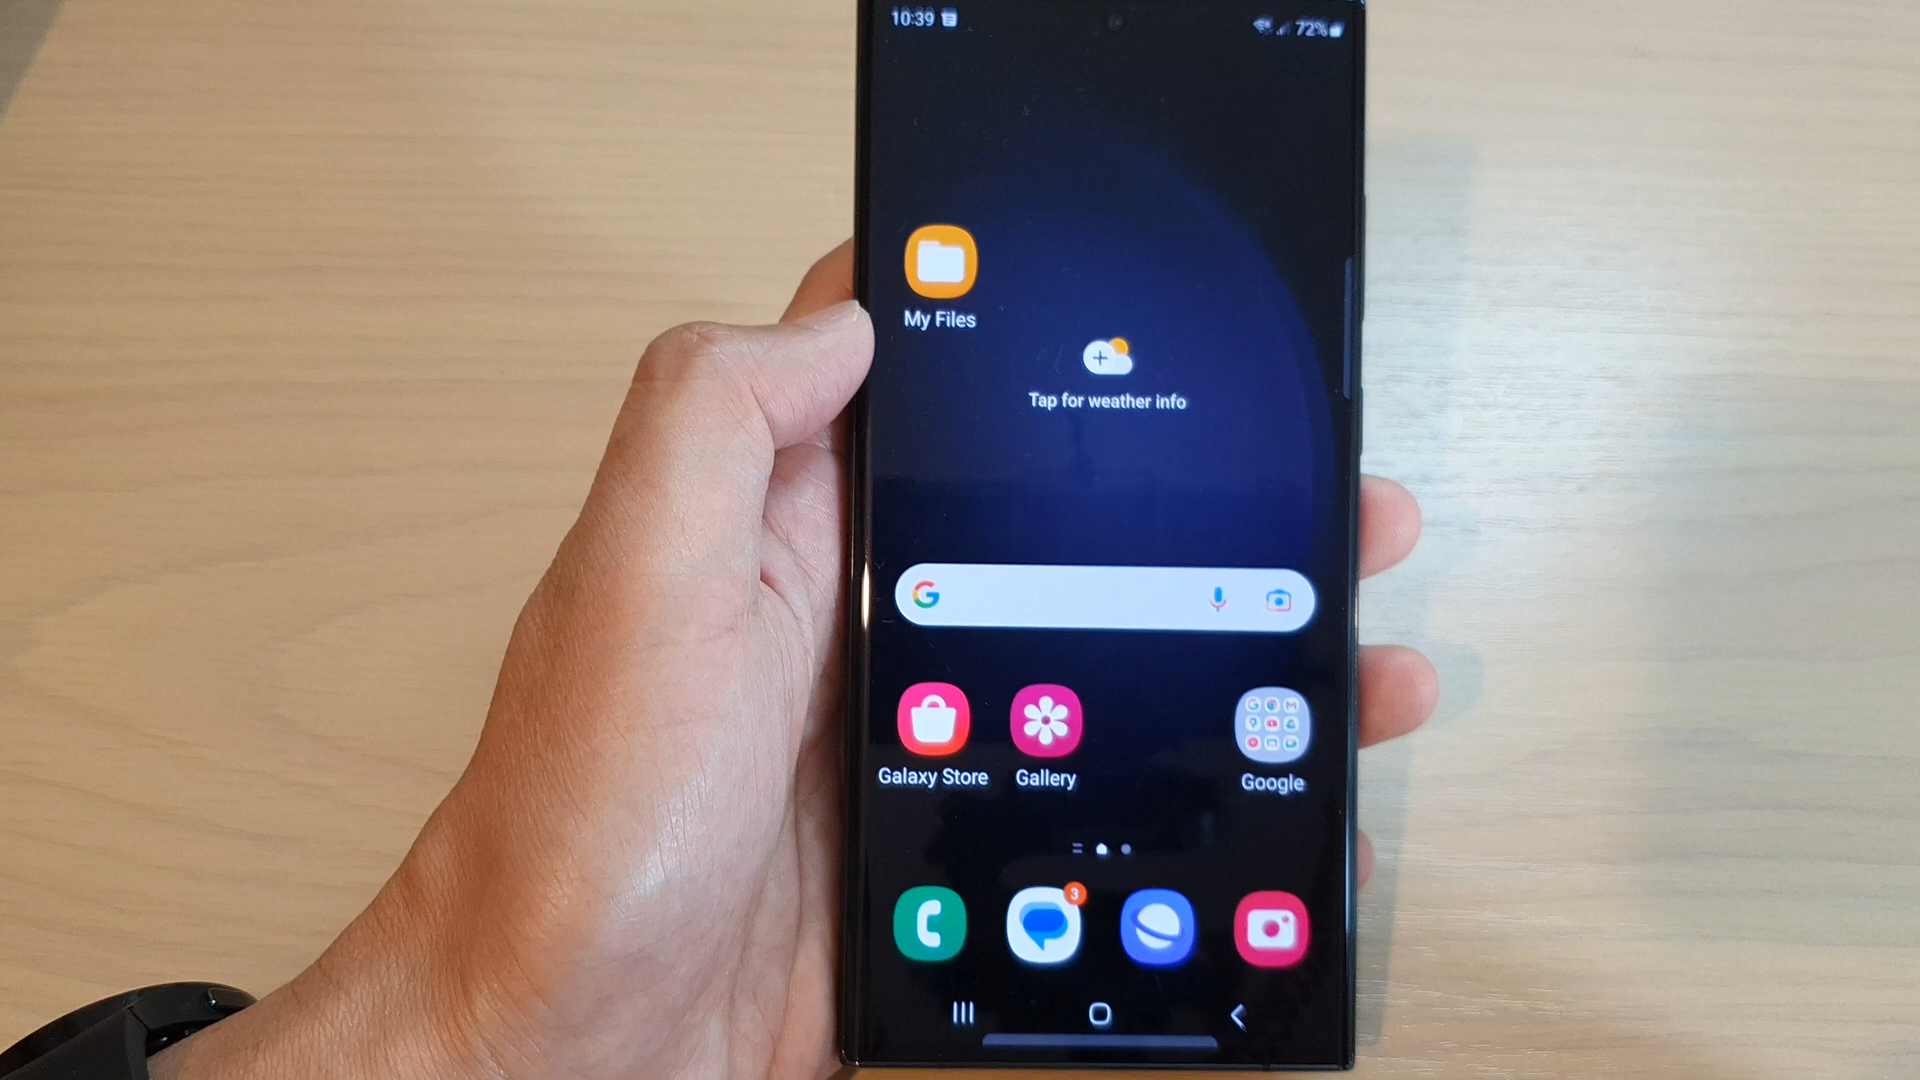 10:39
72%
My Files
Tap for weather info
G
Galaxy Store
Gallery
Google
3